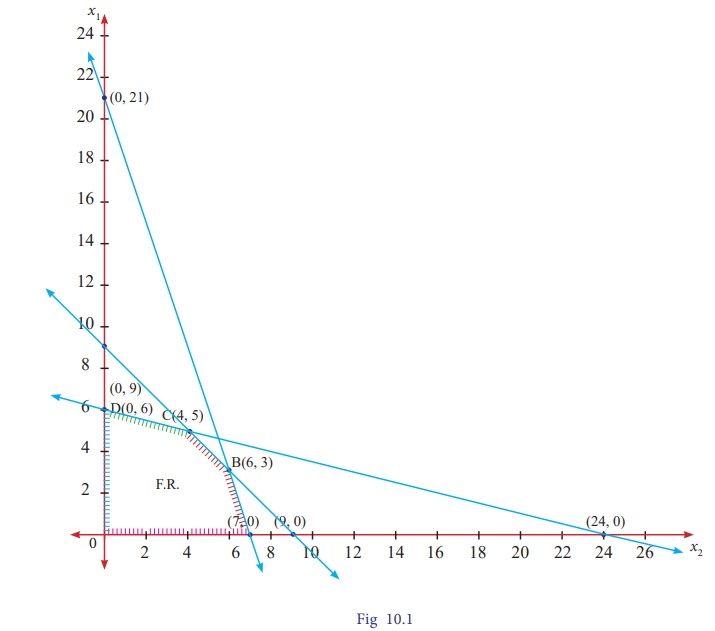 x₁
24
22
(0, 21)
20
18
16
14
12
10
8
(0, 9)
6
D(0, 6)
C(4, 5)
4
B(6, 3)
2
F.R.
(7, 0)
(9, 0)
(24, 0)
0
2 4 6 8 10 12 14 16 18 20 22 24 26
x₂
Fig 10.1